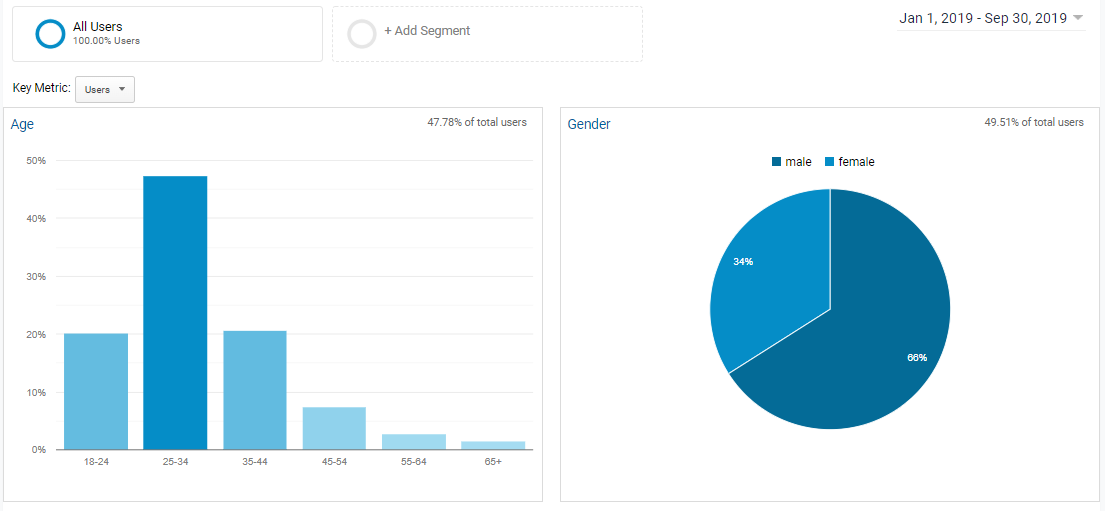 All Users
100.00% Users
+ Add Segment
Jan 1, 2019 - Sep 30, 2019
Key Metric: Users
Age
47.78% of total users
50%
40%
30%
20%
10%
0%
18-24 25-34 35-44 45-54 55-64 65+
Gender
49.51% of total users
male female
34%
66%